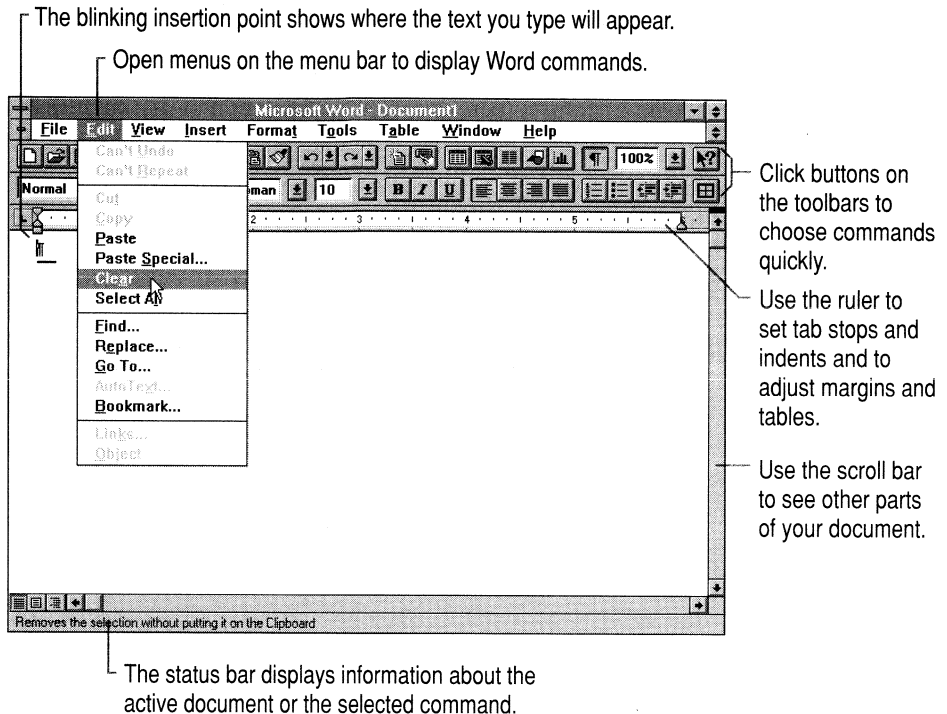 The blinking insertion point shows where the text you type will appear.
Open menus on the menu bar to display Word commands.
Microsoft Word - Document1
File Edit View Insert Format Tools Table Window Help
Can't Undo
Can't Repeat
100%
Normal
oman
10
B I U
Cut
Copy
2 3 4 5
Paste
Paste Special...
Clear
Select All
Find...
Replace...
Go To...
AutoText...
Bookmark...
Links...
Object
Click buttons on
the toolbars to
choose commands
quickly.
Use the ruler to
set tab stops and
indents and to
adjust margins and
tables.
Use the scroll bar
to see other parts
of your document.
Removes the selection without putting it on the Clipboard
The status bar displays information about the
active document or the selected command.